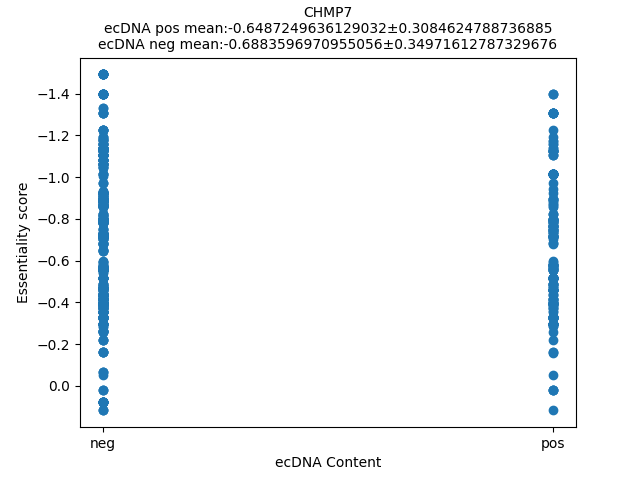 CHMP7
ecDNA pos mean:-0.6487249636129032±0.3084624788736885
ecDNA neg mean:-0.6883596970955056±0.34971612787329676
−1.4
−1.2
−1.0
−0.8
−0.6
−0.4
−0.2
0.0
Essentiality score
neg
pos
ecDNA Content